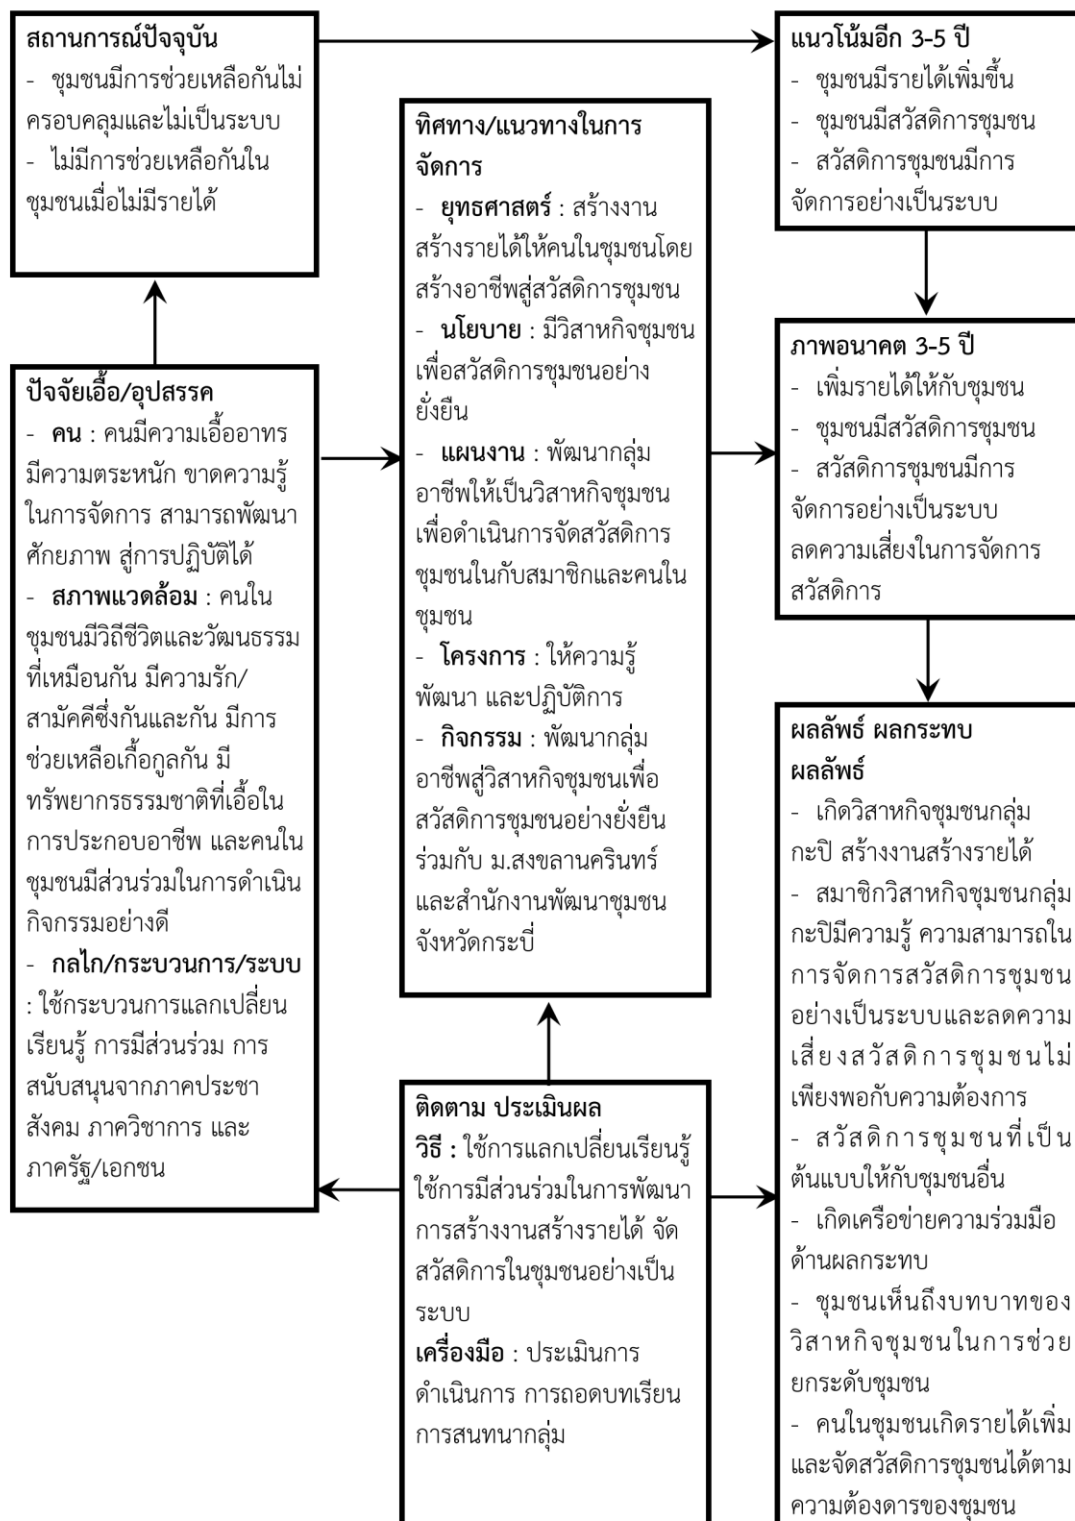 สถานการณ์ปัจจุบัน
- ชุมชนมีการช่วยเหลือกันไม่
ครอบคลุมและไม่เป็นระบบ
- ไม่มีการช่วยเหลือกันใน
ชุมชนเมื่อไม่มีรายได้
แนวโน้มอีก 3-5 ปี
- ชุมชนมีรายได้เพิ่มขึ้น
- ชุมชนมีสวัสดิการชุมชน
- สวัสดิการชุมชนมีการ
จัดการอย่างเป็นระบบ
ทิศทาง/แนวทางในการ
จัดการ
- ยุทธศาสตร์ : สร้างงาน
สร้างรายได้ให้คนในชุมชนโดย
สร้างอาชีพสู่สวัสดิการชุมชน
- นโยบาย : มีวิสาหกิจชุมชน
เพื่อสวัสดิการชุมชนอย่าง
ยั่งยืน
- แผนงาน : พัฒนากลุ่ม
อาชีพให้เป็นวิสาหกิจชุมชน
เพื่อดำเนินการจัดสวัสดิการ
ชุมชนในกับสมาชิกและคนใน
ชุมชน
- โครงการ : ให้ความรู้
พัฒนา และปฏิบัติการ
- กิจกรรม : พัฒนากลุ่ม
อาชีพสู่วิสาหกิจชุมชนเพื่อ
สวัสดิการชุมชนอย่างยั่งยืน
ร่วมกับ ม.สงขลานครินทร์
และสำนักงานพัฒนาชุมชน
จังหวัดกระบี่
ภาพอนาคต 3-5 ปี
- เพิ่มรายได้ให้กับชุมชน
- ชุมชนมีสวัสดิการชุมชน
- สวัสดิการชุมชนมีการ
จัดการอย่างเป็นระบบ
ลดความเสี่ยงในการจัดการ
สวัสดิการ
ปัจจัยเอื้อ/อุปสรรค
- คน : คนมีความเอื้ออาทร
มีความตระหนัก ขาดความรู้
ในการจัดการ สามารถพัฒนา
ศักยภาพ สู่การปฏิบัติได้
- สภาพแวดล้อม : คนใน
ชุมชนมีวิถีชีวิตและวัฒนธรรม
ที่เหมือนกัน มีความรัก/
สามัคคีซึ่งกันและกัน มีการ
ช่วยเหลือเกื้อกูลกัน มี
ทรัพยากรธรรมชาติที่เอื้อใน
การประกอบอาชีพ และคนใน
ชุมชนมีส่วนร่วมในการดำเนิน
กิจกรรมอย่างดี
- กลไก/กระบวนการ/ระบบ
: ใช้กระบวนการแลกเปลี่ยน
เรียนรู้ การมีส่วนร่วม การ
สนับสนุนจากภาคประชา
สังคม ภาควิชาการ และ
ภาครัฐ/เอกชน
ติดตาม ประเมินผล
วิธี : ใช้การแลกเปลี่ยนเรียนรู้
ใช้การมีส่วนร่วมในการพัฒนา
การสร้างงานสร้างรายได้ จัด
สวัสดิการในชุมชนอย่างเป็น
ระบบ
เครื่องมือ : ประเมินการ
ดำเนินการ การถอดบทเรียน
การสนทนากลุ่ม
ผลลัพธ์ ผลกระทบ
ผลลัพธ์
- เกิดวิสาหกิจชุมชนกลุ่ม
กะปิ สร้างงานสร้างรายได้
- สมาชิกวิสาหกิจชุมชนกลุ่ม
กะปิมีความรู้ ความสามารถใน
การจัดการสวัสดิการชุมชน
อย่างเป็นระบบและลดความ
เสี่ยงสวัสดิการชุมชนไม่
เพียงพอกับความต้องการ
- สวัสดิการชุมชนที่เป็น
ต้นแบบให้กับชุมชนอื่น
- เกิดเครือข่ายความร่วมมือ
ด้านผลกระทบ
- ชุมชนเห็นถึงบทบาทของ
วิสาหกิจชุมชนในการช่วย
ยกระดับชุมชน
- คนในชุมชนเกิดรายได้เพิ่ม
และจัดสวัสดิการชุมชนได้ตาม
ความต้องดารของชุมชน